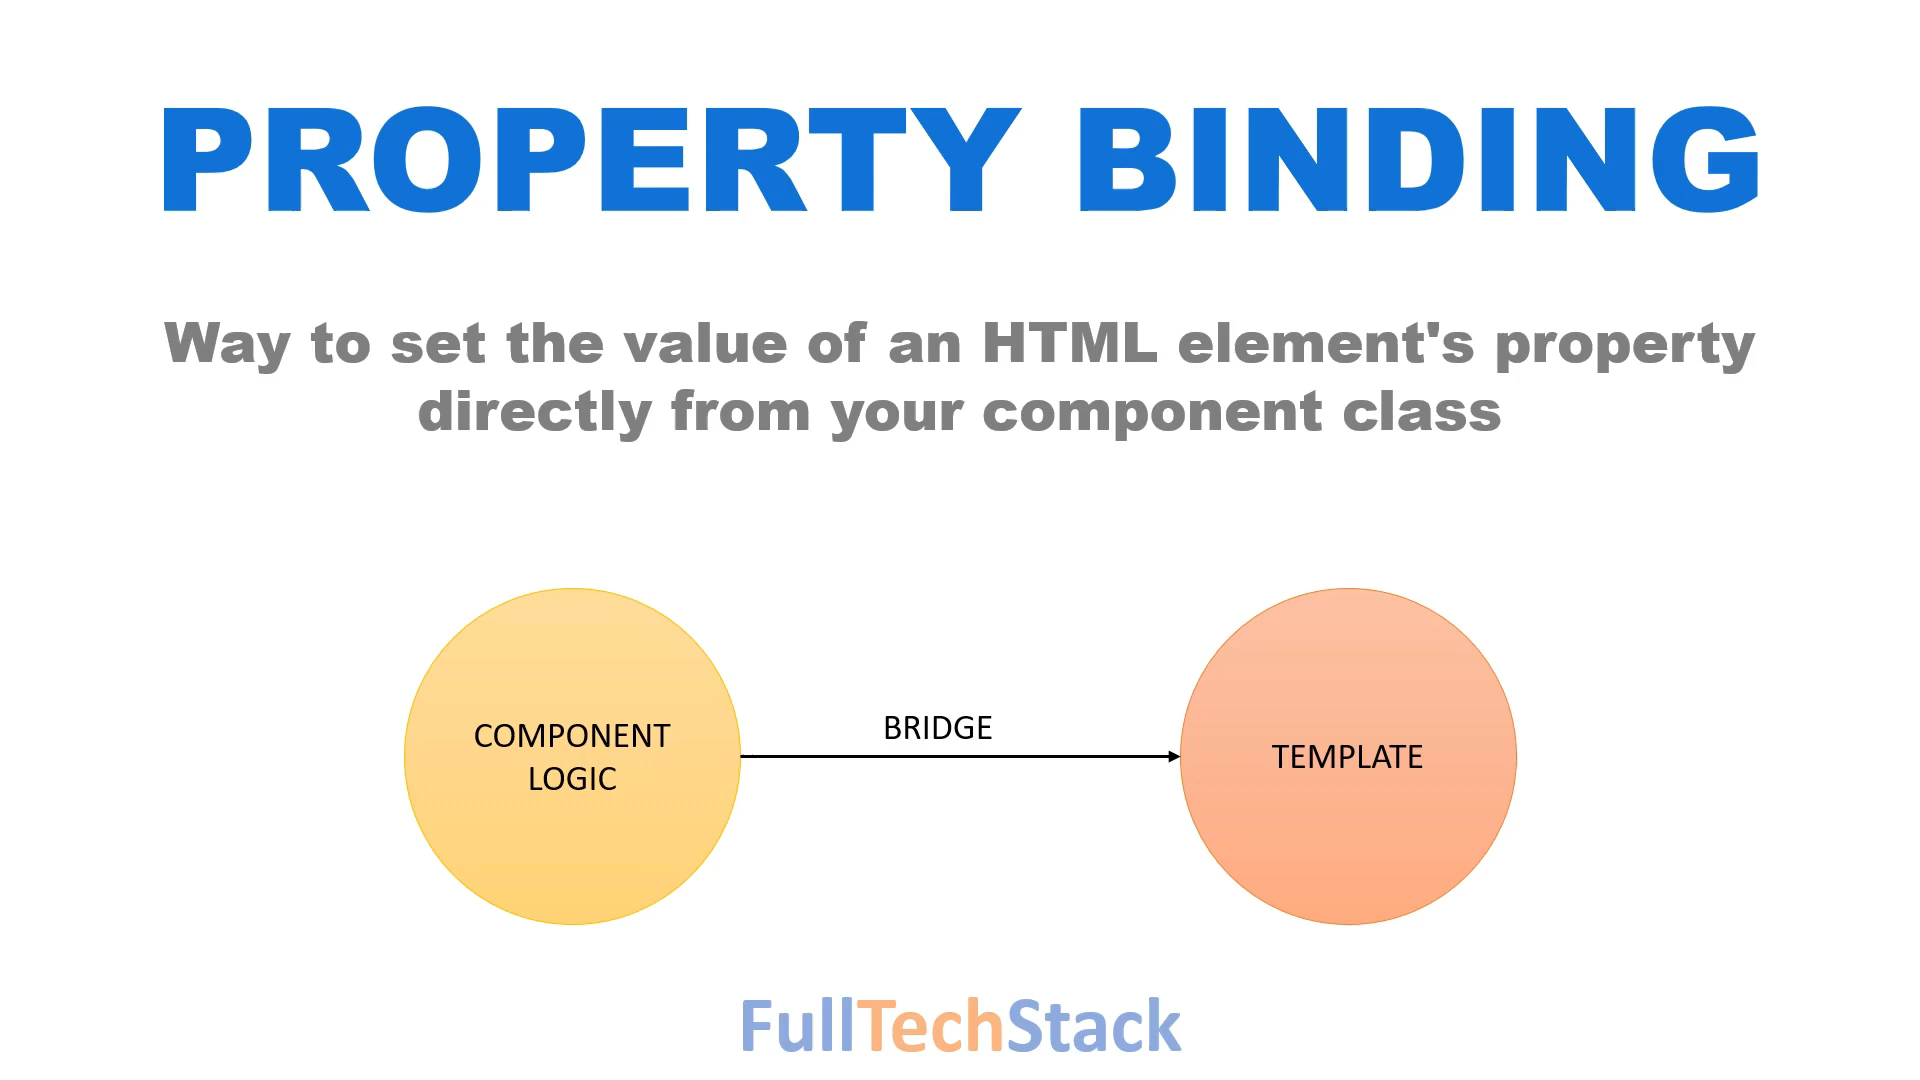 PROPERTY BINDING
Way to set the value of an HTML element's property
directly from your component class
COMPONENT
LOGIC
BRIDGE
TEMPLATE
FullTechStack